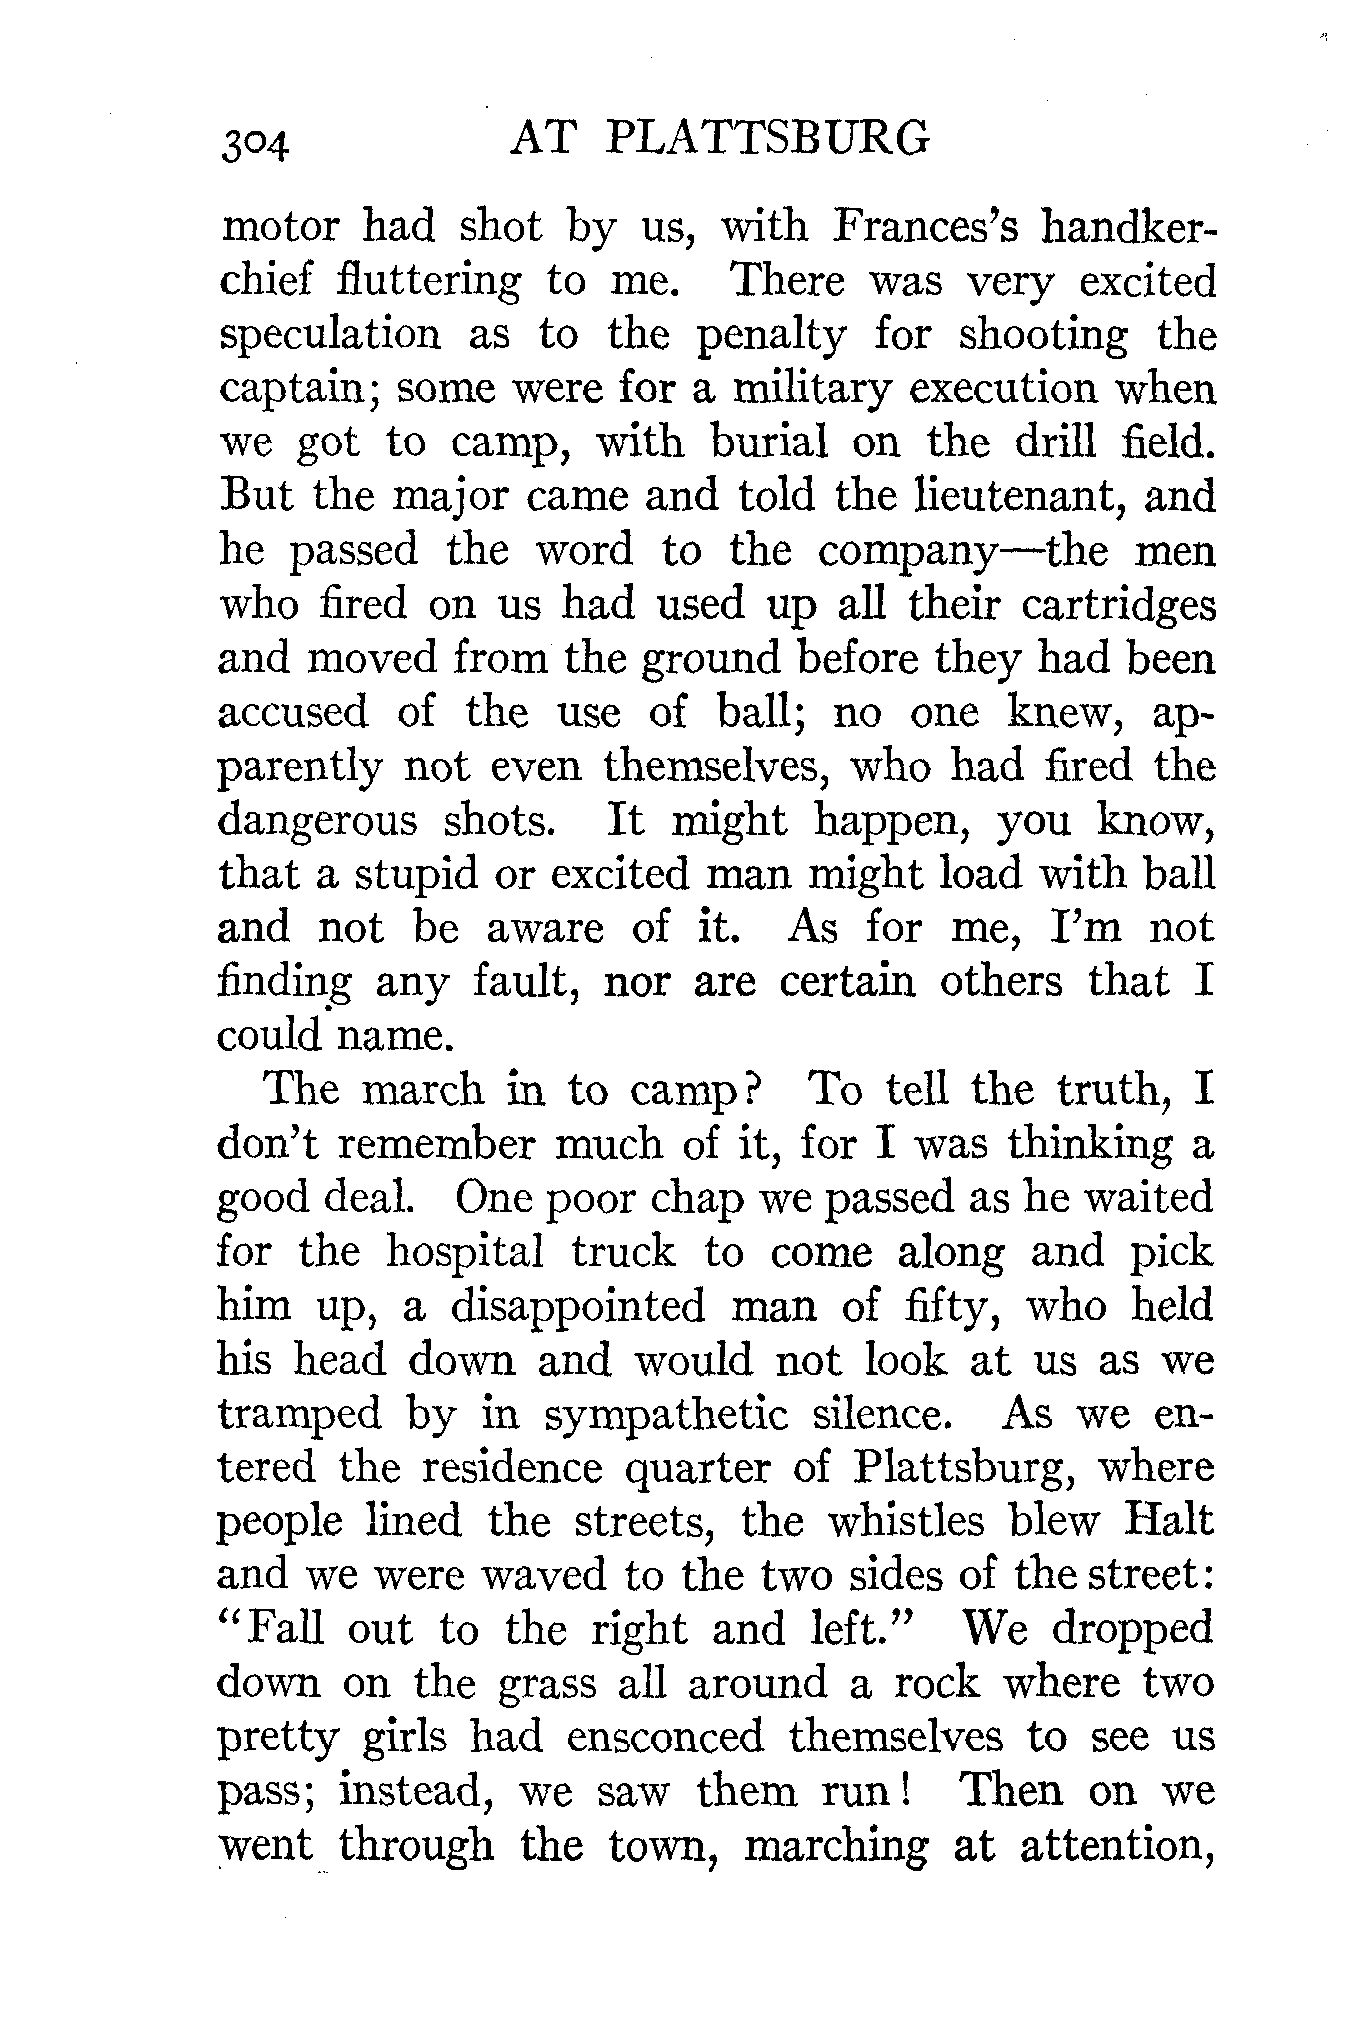 304 AT PLATTSBURG
motor had shot by us, with Frances's handker-
chief fluttering to me. There was very excited
speculation as to the penalty for shooting the
captain; some were for a military execution when
we got to camp, with burial on the drill field.
But the major came and told the lieutenant, and
he passed the word to the company—the men
who fired on us had used up all their cartridges
and moved from the ground before they had been
accused of the use of ball; no one knew, ap-
parently not even themselves, who had fired the
dangerous shots. It might happen, you know,
that a stupid or excited man might load with ball
and not be aware of it. As for me, I'm not
finding any fault, nor are certain others that I
could name.
The march in to camp? To tell the truth, I
don't remember much of it, for I was thinking a
good deal. One poor chap we passed as he waited
for the hospital truck to come along and pick
him up, a disappointed man of fifty, who held
his head down and would not look at us as we
tramped by in sympathetic silence. As we en-
tered the residence quarter of Plattsburg, where
people lined the streets, the whistles blew Halt
and we were waved to the two sides of the street:
"Fall out to the right and left." We dropped
down on the grass all around a rock where two
pretty girls had ensconced themselves to see us
pass; instead, we saw them run! Then on we
went through the town, marching at attention,